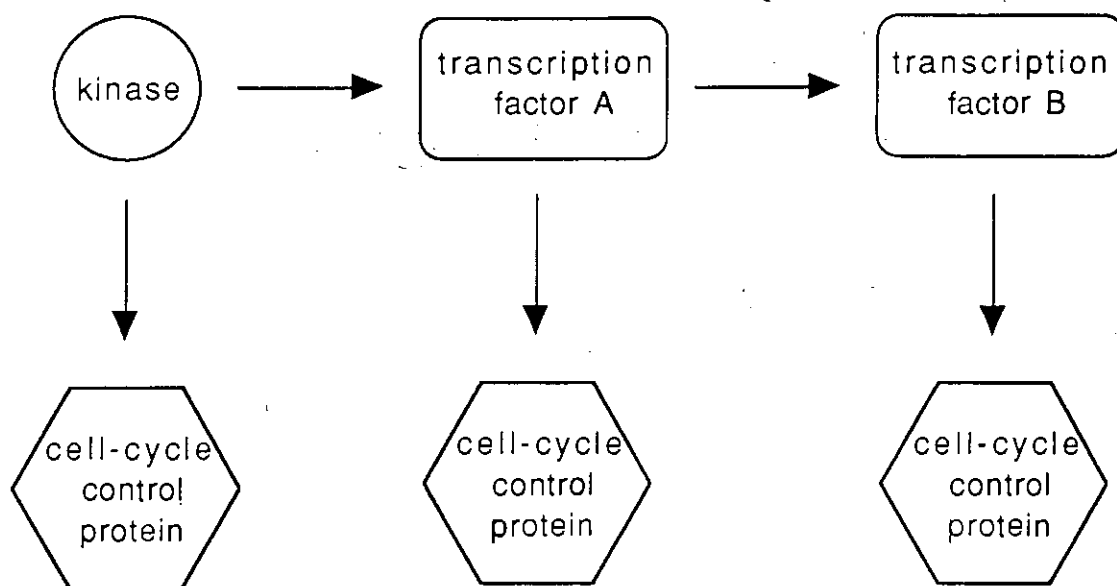 kinase
transcription
factor A
transcription
factor B
cell-cycle
control
protein
cell-cycle
control
protein
cell-cycle
control
protein